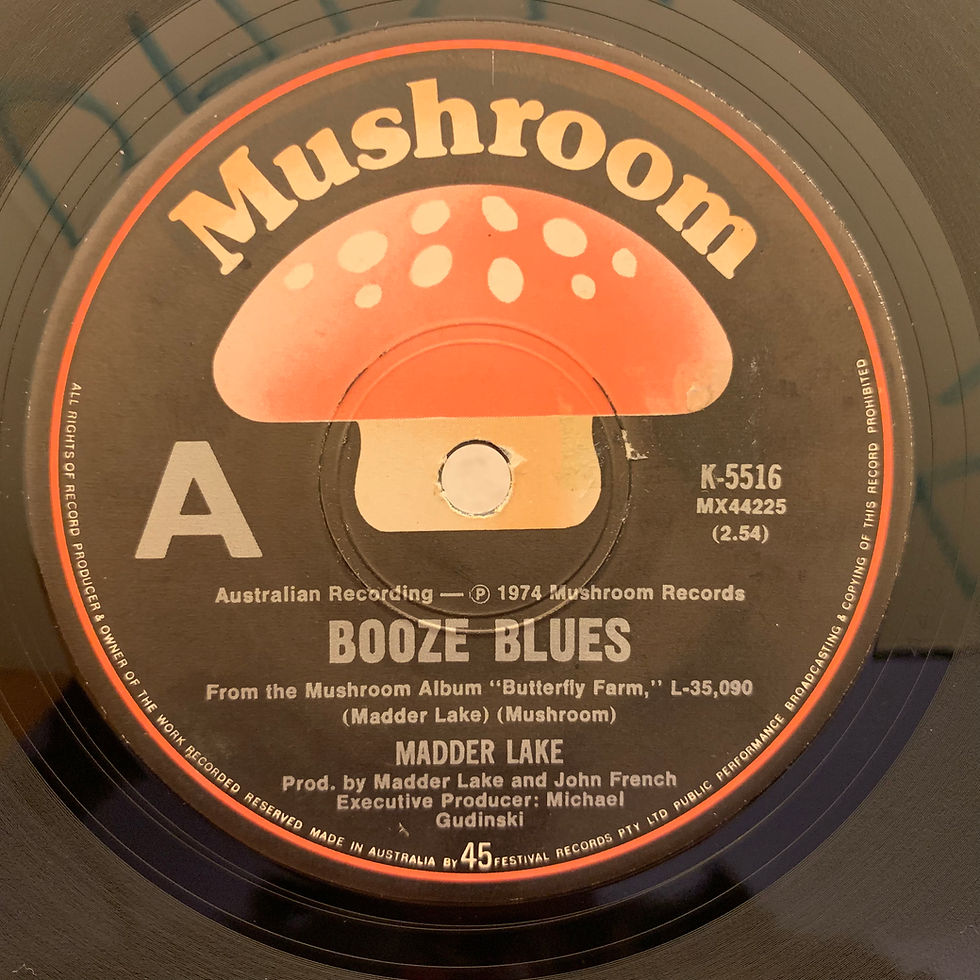 Mushroom
A
K-5516
MX44225
(2.54)
Australian Recording — Ⓟ 1974 Mushroom Records
BOOZE BLUES
From the Mushroom Album "Butterfly Farm," L-35,090
(Madder Lake) (Mushroom)
MADDER LAKE
Prod. by Madder Lake and John French
Executive Producer: Michael
Gudinski
ALL RIGHTS OF RECORD PRODUCER & OWNER OF THE WORK RECORDED RESERVED MADE IN AUSTRALIA BY 45 FESTIVAL RECORDS PTY LTD PUBLIC PERFORMANCE BROADCASTING & COPYING OF THIS RECORD PROHIBITED